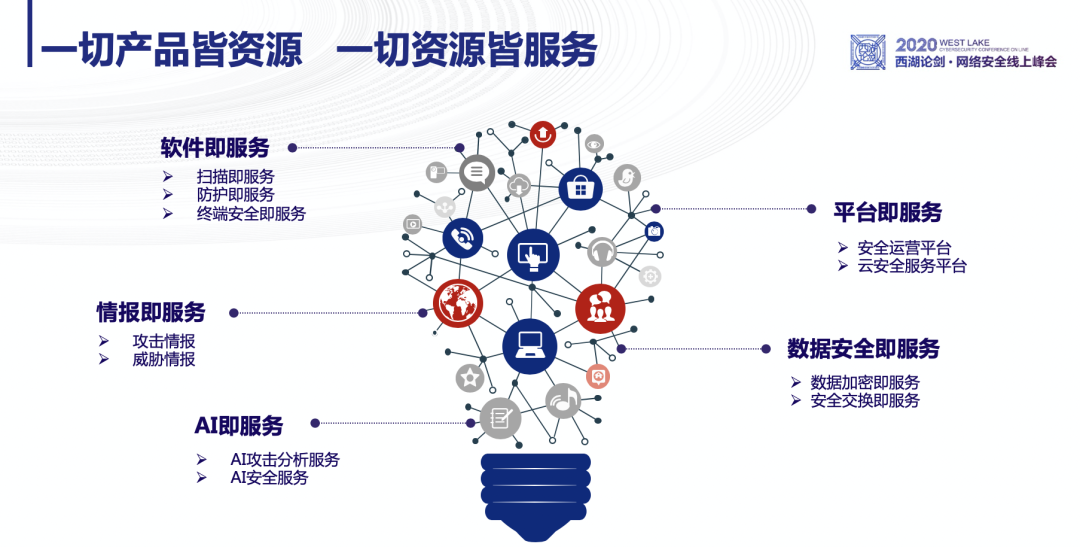 一切产品皆资源 一切资源皆服务
2020 WEST LAKE
CYBERSECURITY CONFERENCE ON LINE
西湖论剑·网络安全线上峰会
软件即服务
扫描即服务
防护即服务
终端安全即服务
情报即服务
攻击情报
威胁情报
AI即服务
AI攻击分析服务
AI安全服务
平台即服务
安全运营平台
云安全服务平台
数据安全即服务
数据加密即服务
安全交换即服务